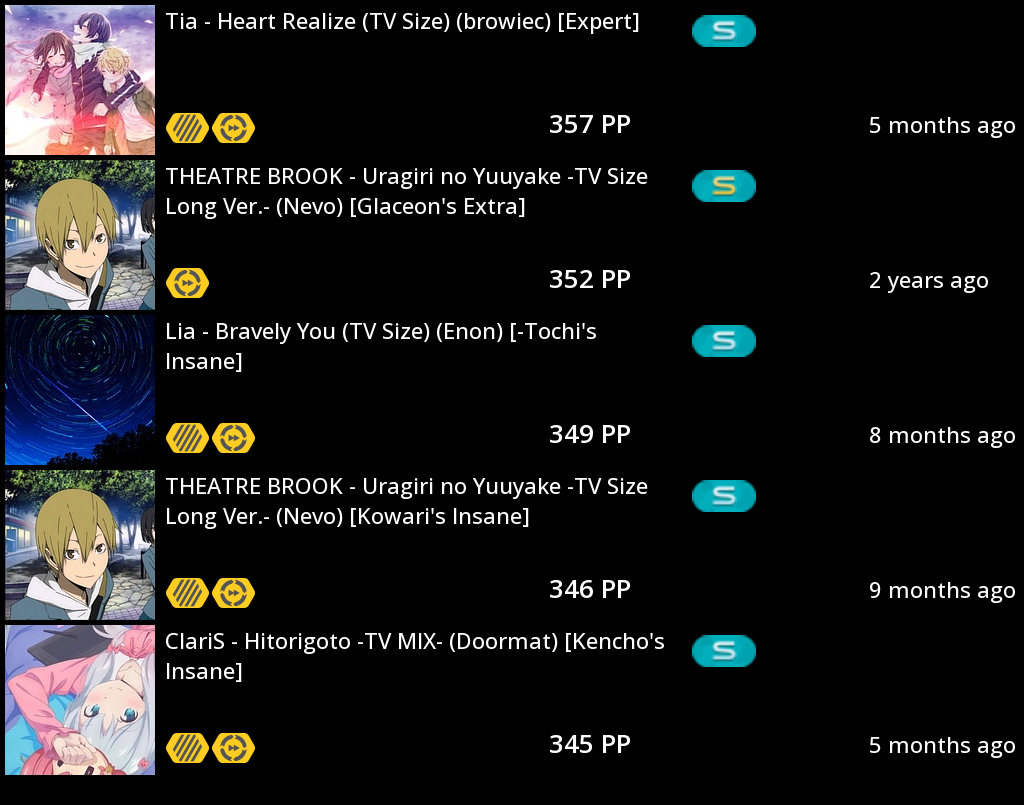 Tia - Heart Realize (TV Size) (browiec) [Expert]
S
357 PP
5 months ago
THEATRE BROOK - Uragiri no Yuuyake -TV Size
Long Ver.- (Nevo) [Glaceon's Extra]
S
352 PP
2 years ago
Lia - Bravely You (TV Size) (Enon) [-Tochi's
Insane]
S
349 PP
8 months ago
THEATRE BROOK - Uragiri no Yuuyake -TV Size
Long Ver.- (Nevo) [Kowari's Insane]
S
346 PP
9 months ago
ClariS - Hitorigoto -TV MIX- (Doormat) [Kencho's
Insane]
S
345 PP
5 months ago